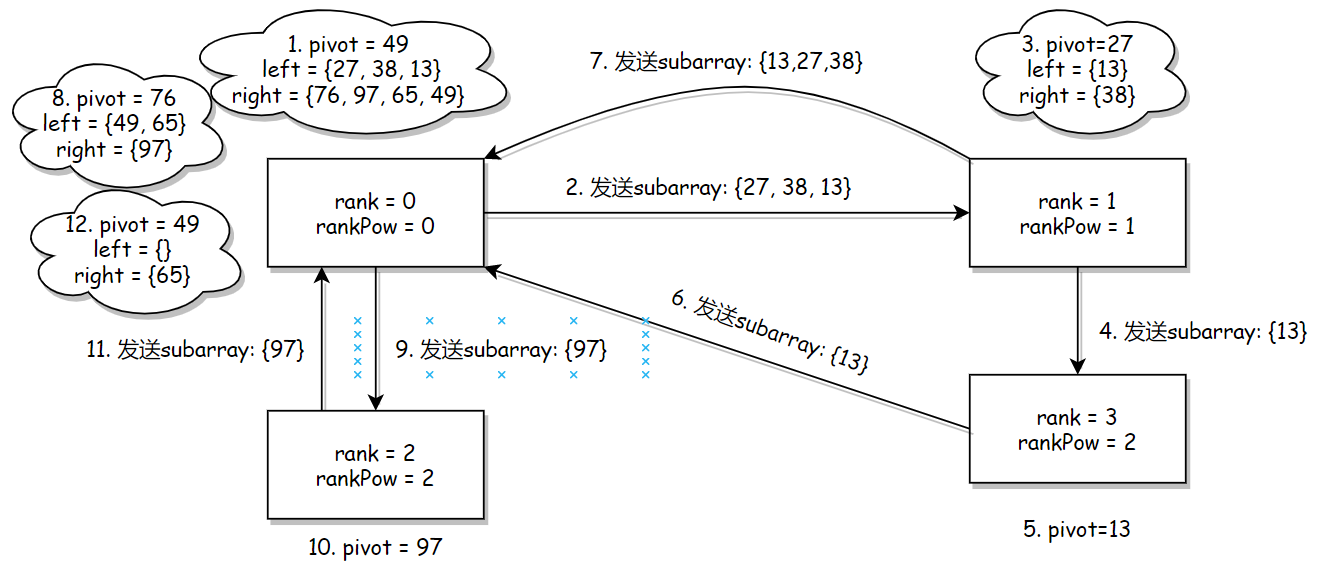 1. pivot = 49
left = {27, 38, 13}
right = {76, 97, 65, 49}
7. 发送subarray: {13,27,38}
3. pivot=27
left = {13}
right = {38}
8. pivot = 76
left = {49, 65}
right = {97}
2. 发送subarray: {27, 38, 13}
rank = 0
rankPow = 0
rank = 1
rankPow = 1
12. pivot = 49
left = {}
right = {65}
6. 发送subarray: {13}
11. 发送subarray: {97}
9. 发送subarray: {97}
4. 发送subarray: {13}
rank = 2
rankPow = 2
rank = 3
rankPow = 2
10. pivot = 97
5. pivot=13